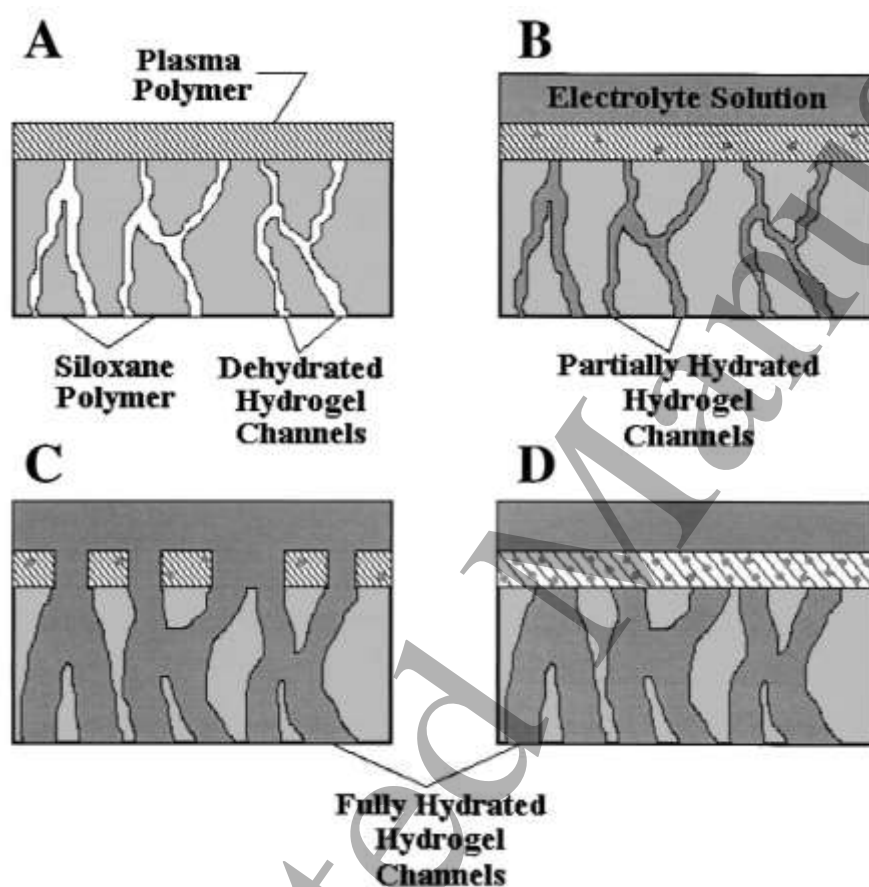 A
Plasma
Polymer
B
Electrolyte Solution
Siloxane
Polymer
Dehydrated
Hydrogel
Channels
Partially Hydrated
Hydrogel
Channels
C
D
Fully Hydrated
Hydrogel
Channels